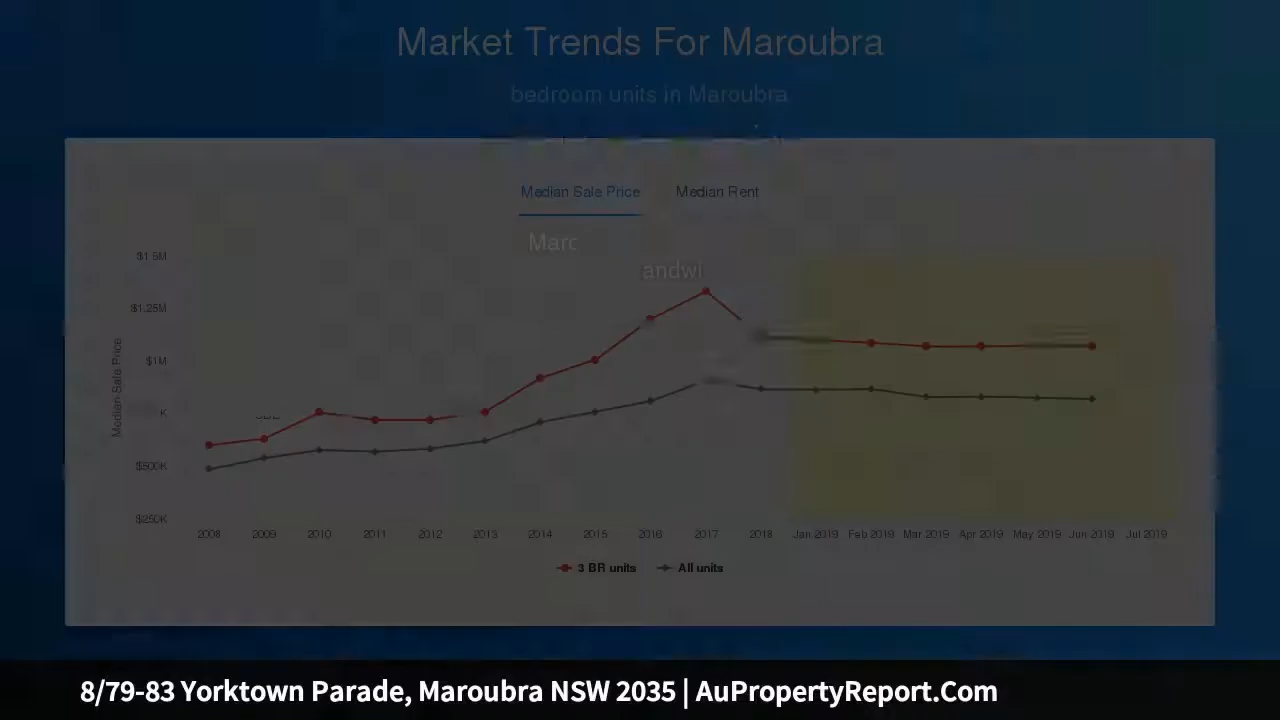 Market Trends For Maroubra
bedroom units in Maroubra
Median Sale Price Median Rent
Marc
andwi
$1.5M
$1.25M
$1M
K
$500K
$250K
Median Sale Price
2008 2009 2010 2011 2012 2013 2014 2015 2016 2017 2018 Jan 2019 Feb 2019 Mar 2019 Apr 2019 May 2019 Jun 2019 Jul 2019
3 BR units All units
8/79-83 Yorktown Parade, Maroubra NSW 2035 | AuPropertyReport.Com